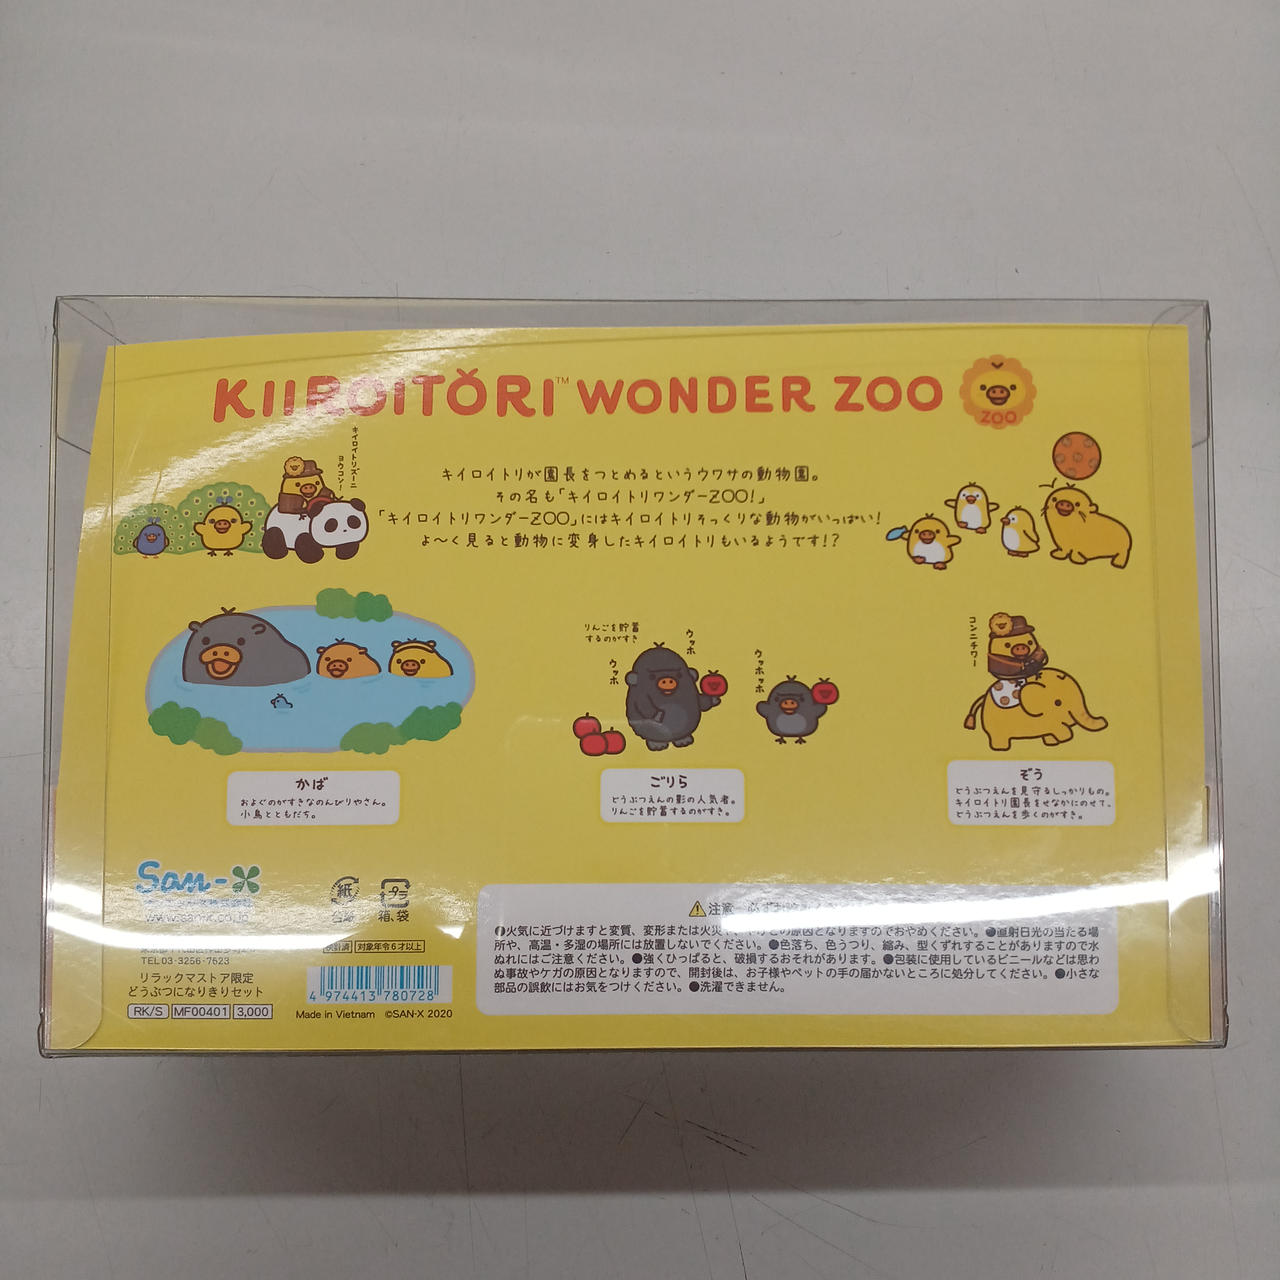 KIIROITORI™ WONDER ZOO
ZOO
キイロイトリズーニ
ヨウコソ!
キイロイトリが園長をつとめるというウワサの動物園。
その名も「キイロイトリワンダーZOO!」
「キイロイトリワンダーZOO」にはキイロイトリそっくりな動物がいっぱい!
よ〜く見ると動物に変身したキイロイトリもいるようです!?
りんごを貯蓄
するのがすき
ウッホ
ウッホ
ウッホッホ
コンニチワー
かば
およぐのがすきなのんびりやさん。
小鳥とともだち。
ごりら
どうぶつえんの影の人気者。
りんごを貯蓄するのがすき。
ぞう
どうぶつえんを見守るしっかりもの。
キイロイトリ園長をせなかにのせて、
どうぶつえんを歩くのがすき。
San-X
www.san-x.co.jp
TEL 03-3256-7623
リラックマストア限定
どうぶつになりきりセット
RK/S MF00401 3,000
紙
台紙
プラ
箱、袋
検針済 対象年令6才以上
4 974413 780728
Made in Vietnam ©SAN-X 2020
注意
●火気に近づけますと変質、変形または火災、やけどの原因となりますのでおやめください。●直射日光の当たる場
所や、高温・多湿の場所には放置しないでください。●色落ち、色うつり、縮み、型くずれすることがありますので水
ぬれにはご注意ください。●強くひっぱると、破損するおそれがあります。●包装に使用しているビニールなどは思わ
ぬ事故やケガの原因となりますので、開封後は、お子様やペットの手の届かないところに処分してください。●小さな
部品の誤飲にはお気をつけください。●洗濯できません。